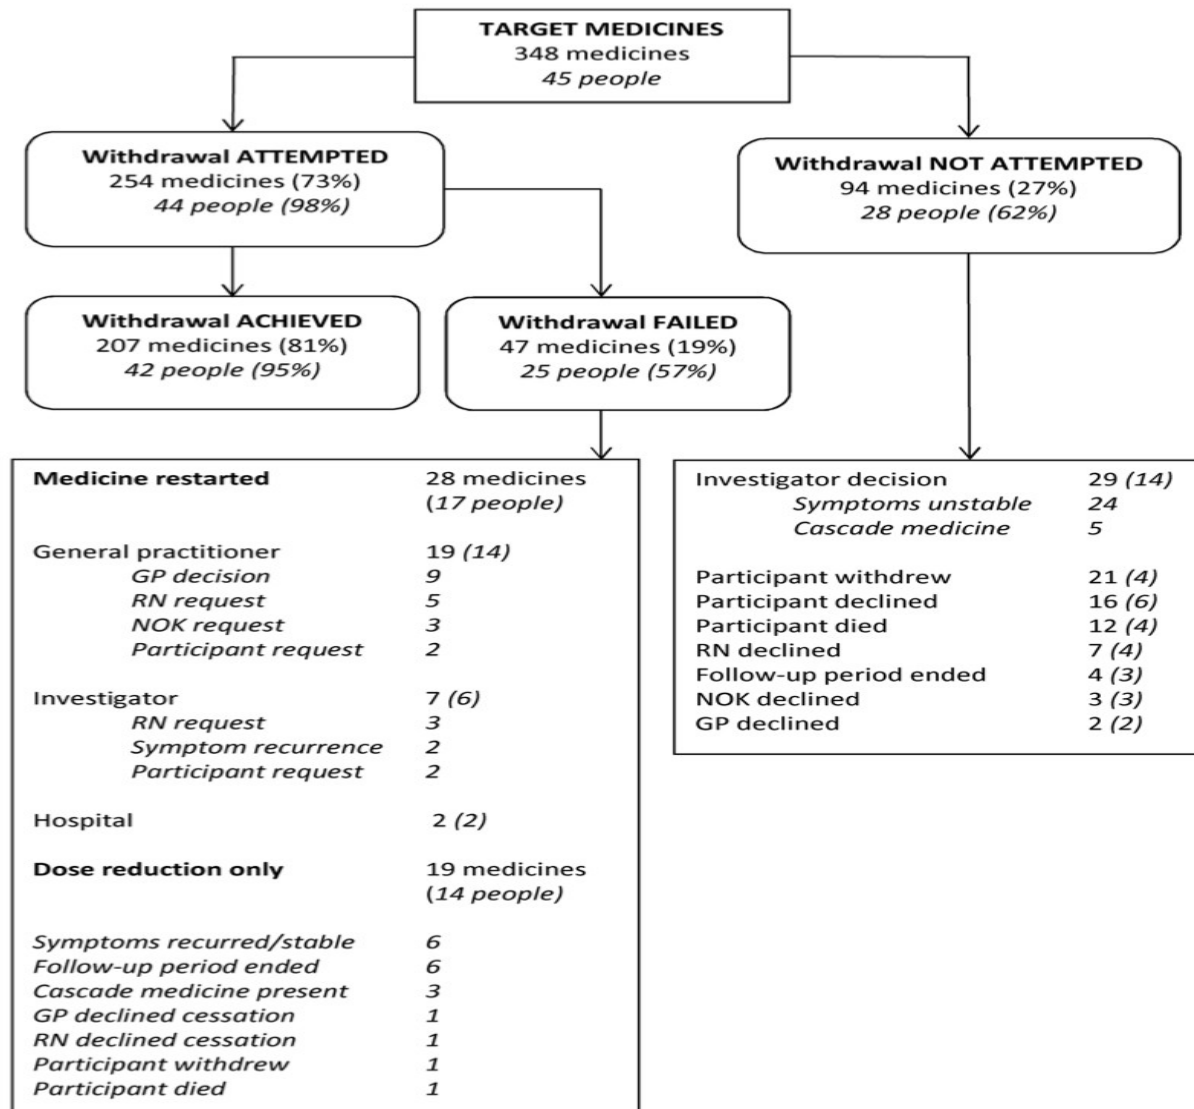 TARGET MEDICINES
348 medicines
45 people
Withdrawal ATTEMPTED
254 medicines (73%)
44 people (98%)
Withdrawal NOT ATTEMPTED
94 medicines (27%)
28 people (62%)
Withdrawal ACHIEVED
207 medicines (81%)
42 people (95%)
Withdrawal FAILED
47 medicines (19%)
25 people (57%)
Medicine restarted 28 medicines
(17 people)
General practitioner 19 (14)
GP decision 9
RN request 5
NOK request 3
Participant request 2
Investigator 7 (6)
RN request 3
Symptom recurrence 2
Participant request 2
Hospital 2 (2)
Dose reduction only 19 medicines
(14 people)
Symptoms recurred/stable 6
Follow-up period ended 6
Cascade medicine present 3
GP declined cessation 1
RN declined cessation 1
Participant withdrew 1
Participant died 1
Investigator decision 29 (14)
Symptoms unstable 24
Cascade medicine 5
Participant withdrew 21 (4)
Participant declined 16 (6)
Participant died 12 (4)
RN declined 7 (4)
Follow-up period ended 4 (3)
NOK declined 3 (3)
GP declined 2 (2)